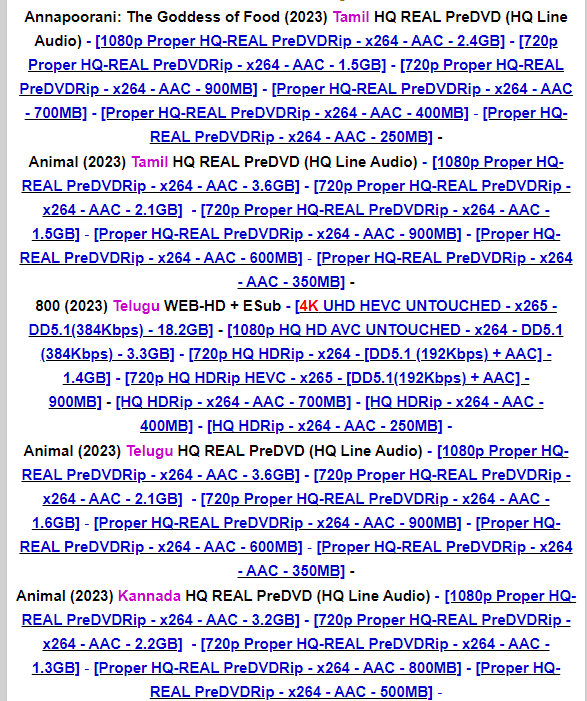 Annapoorani: The Goddess of Food (2023) Tamil HQ REAL PreDVD (HQ Line
Audio) - [1080p Proper HQ-REAL PreDVDRip - x264 - AAC - 2.4GB] - [720p
Proper HQ-REAL PreDVDRip - x264 - AAC - 1.5GB] - [720p Proper HQ-REAL
PreDVDRip - x264 - AAC - 900MB] - [Proper HQ-REAL PreDVDRip - x264 - AAC
- 700MB] - [Proper HQ-REAL PreDVDRip - x264 - AAC - 400MB] - [Proper HQ-
REAL PreDVDRip - x264 - AAC - 250MB] -
Animal (2023) Tamil HQ REAL PreDVD (HQ Line Audio) - [1080p Proper HQ-
REAL PreDVDRip - x264 - AAC - 3.6GB] - [720p Proper HQ-REAL PreDVDRip -
x264 - AAC - 2.1GB] - [720p Proper HQ-REAL PreDVDRip - x264 - AAC -
1.5GB] - [Proper HQ-REAL PreDVDRip - x264 - AAC - 900MB] - [Proper HQ-
REAL PreDVDRip - x264 - AAC - 600MB] - [Proper HQ-REAL PreDVDRip - x264
- AAC - 350MB] -
800 (2023) Telugu WEB-HD + ESub - [4K UHD HEVC UNTOUCHED - x265 -
DD5.1(384Kbps) - 18.2GB] - [1080p HQ HD AVC UNTOUCHED - x264 - DD5.1
(384Kbps) - 3.3GB] - [720p HQ HDRip - x264 - [DD5.1 (192Kbps) + AAC] -
1.4GB] - [720p HQ HDRip HEVC - x265 - [DD5.1(192Kbps) + AAC] -
900MB] - [HQ HDRip - x264 - AAC - 700MB] - [HQ HDRip - x264 - AAC -
400MB] - [HQ HDRip - x264 - AAC - 250MB] -
Animal (2023) Telugu HQ REAL PreDVD (HQ Line Audio) - [1080p Proper HQ-
REAL PreDVDRip - x264 - AAC - 3.6GB] - [720p Proper HQ-REAL PreDVDRip -
x264 - AAC - 2.1GB] - [720p Proper HQ-REAL PreDVDRip - x264 - AAC -
1.6GB] - [Proper HQ-REAL PreDVDRip - x264 - AAC - 900MB] - [Proper HQ-
REAL PreDVDRip - x264 - AAC - 600MB] - [Proper HQ-REAL PreDVDRip - x264
- AAC - 350MB] -
Animal (2023) Kannada HQ REAL PreDVD (HQ Line Audio) - [1080p Proper HQ-
REAL PreDVDRip - x264 - AAC - 3.2GB] - [720p Proper HQ-REAL PreDVDRip -
x264 - AAC - 2.2GB] - [720p Proper HQ-REAL PreDVDRip - x264 - AAC -
1.3GB] - [Proper HQ-REAL PreDVDRip - x264 - AAC - 800MB] - [Proper HQ-
REAL PreDVDRip - x264 - AAC - 500MB] -